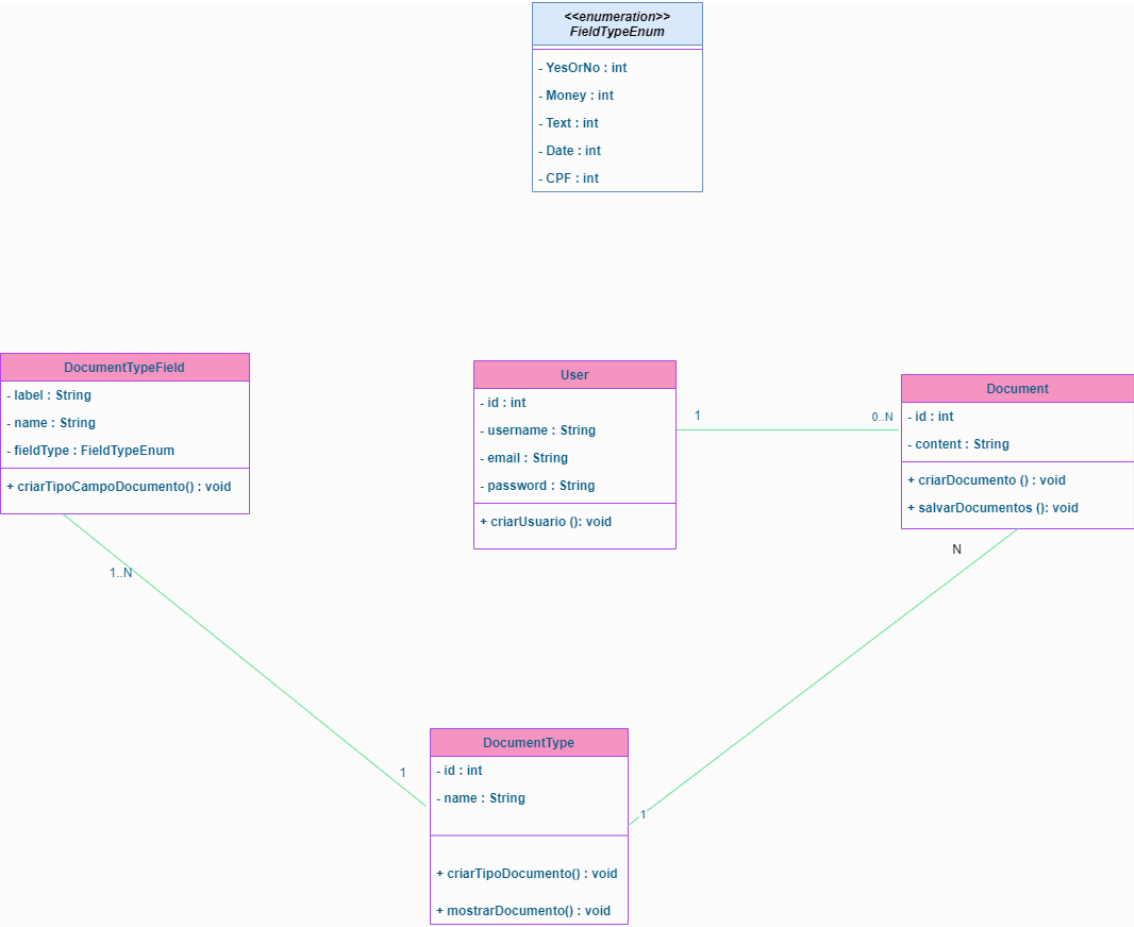 <<enumeration>>
FieldTypeEnum
- YesOrNo : int
- Money : int
- Text : int
- Date : int
- CPF : int
DocumentTypeField
- label : String
- name : String
- fieldType : FieldTypeEnum
+ criarTipoCampoDocumento() : void
1..N
User
- id : int
- username : String
- email : String
- password : String
+ criarUsuario (): void
1
0..N
Document
- id : int
- content : String
+ criarDocumento () : void
+ salvarDocumentos (): void
N
1
DocumentType
- id : int
- name : String
+ criarTipoDocumento() : void
+ mostrarDocumento() : void
1